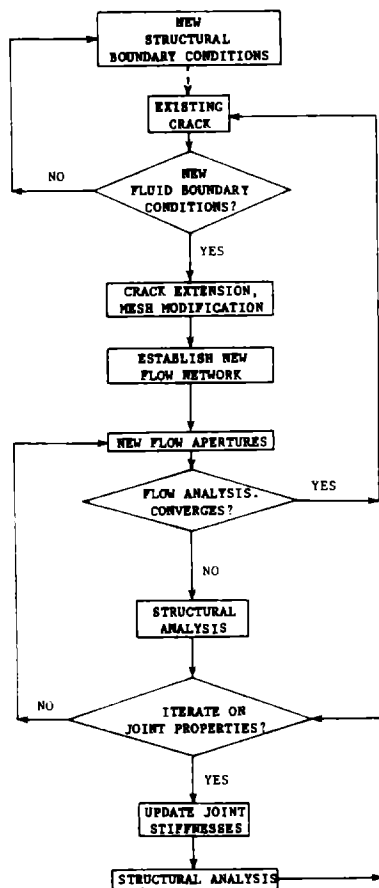 NEW
STRUCTURAL
BOUNDARY CONDITIONS
EXISTING
CRACK
NEW
FLUID BOUNDARY
CONDITIONS?
NO
YES
CRACK EXTENSION,
MESH MODIFICATION
ESTABLISH NEW
FLOW NETWORK
NEW FLOW APERTURES
FLOW ANALYSIS.
CONVERGES?
YES
NO
STRUCTURAL
ANALYSIS
ITERATE ON
JOINT PROPERTIES?
NO
YES
UPDATE JOINT
STIFFNESSES
STRUCTURAL ANALYSIS